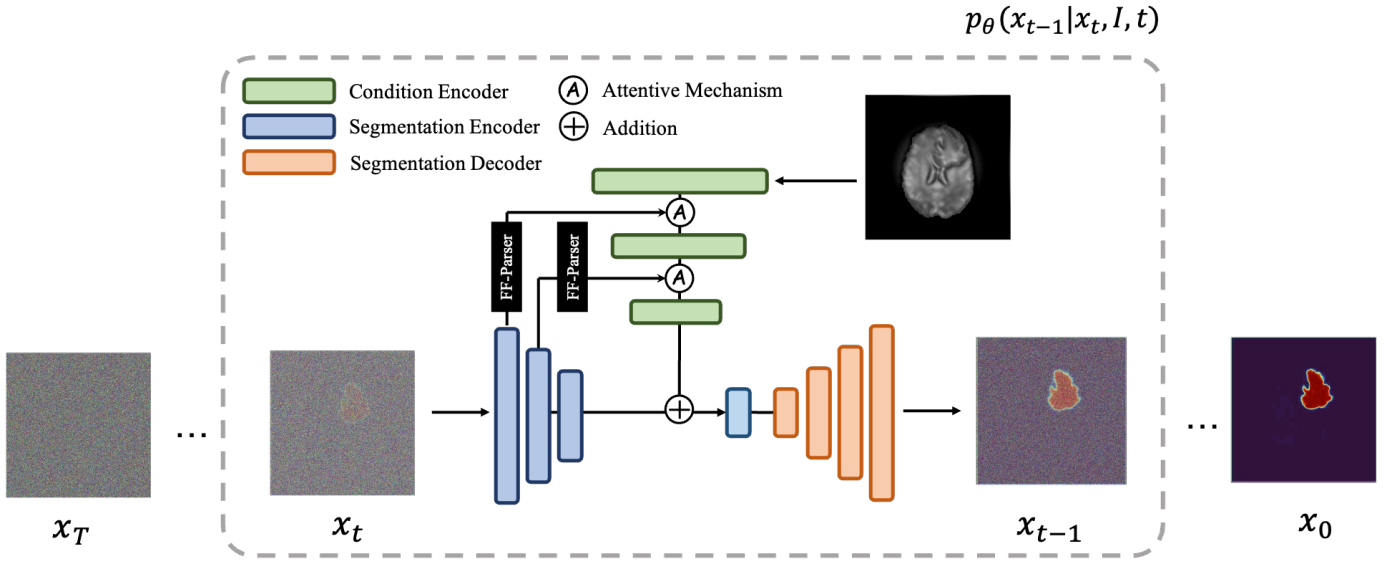 pθ(xt−1|xt, I, t)
Condition Encoder
A Attentive Mechanism
Segmentation Encoder
+ Addition
Segmentation Decoder
A
FF-Parser
FF-Parser
A
+
...
...
xT
xt
xt−1
x0